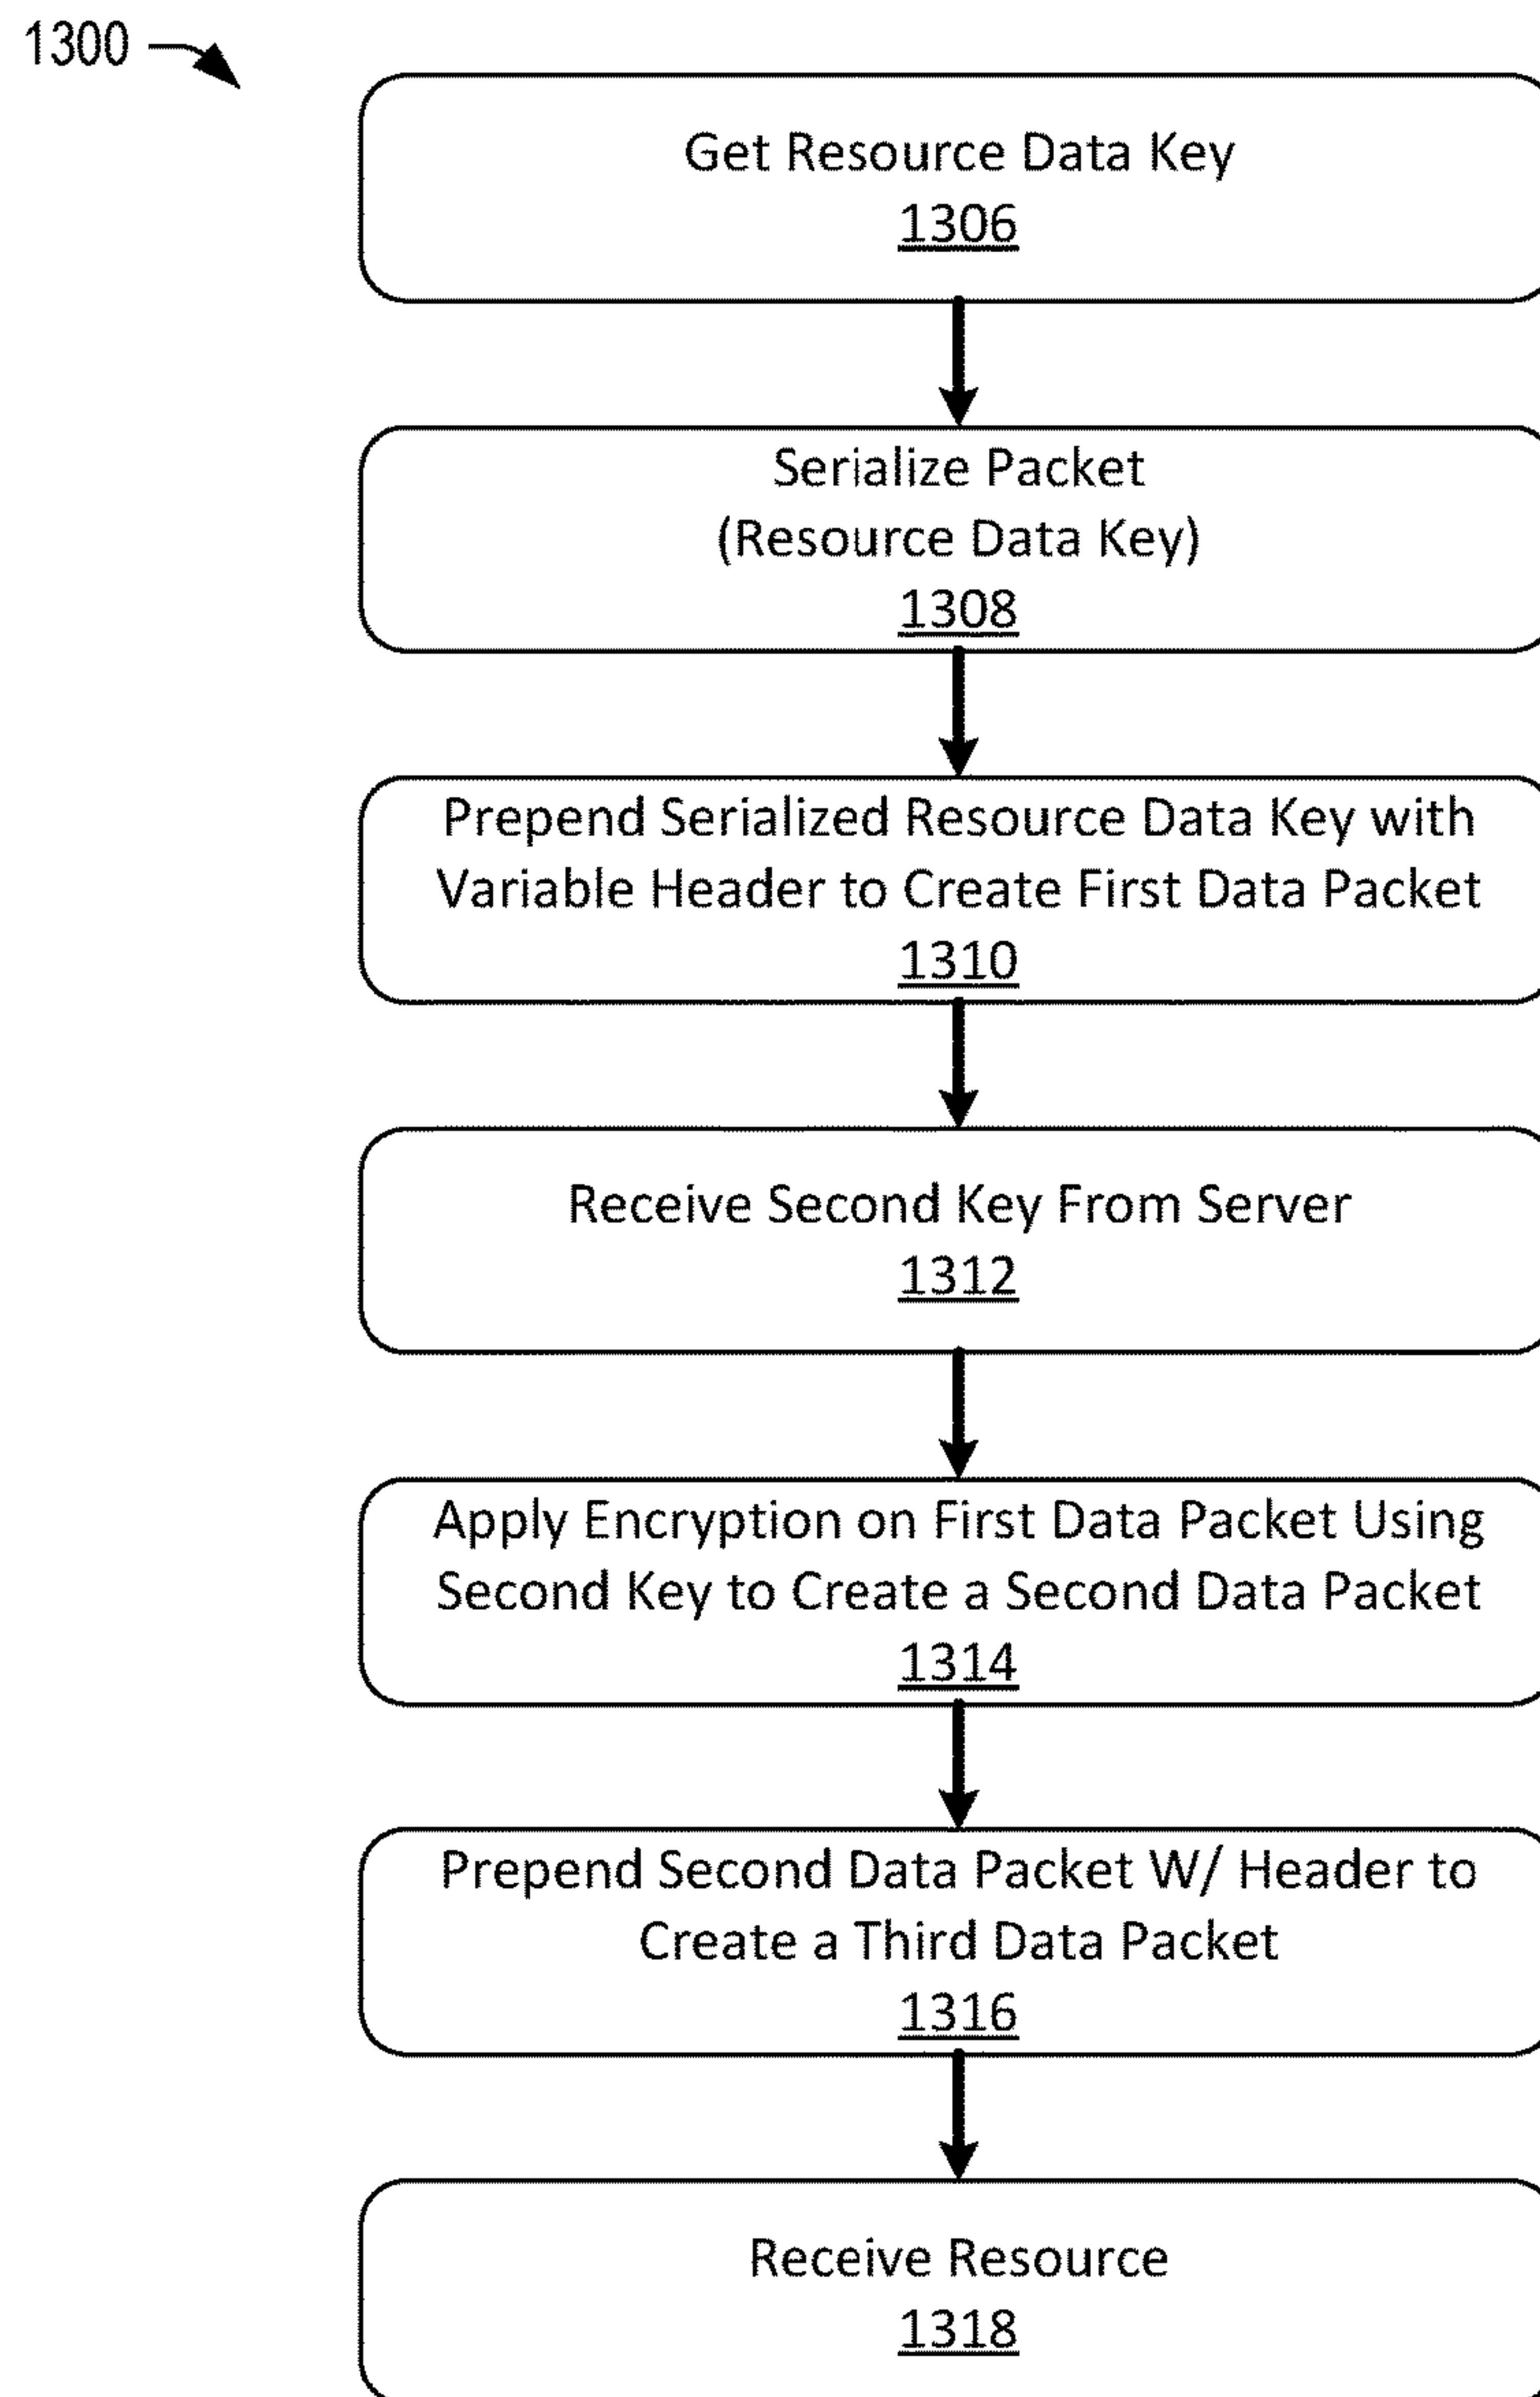 1300
Get Resource Data Key
1306
Serialize Packet
(Resource Data Key)
1308
Prepend Serialized Resource Data Key with
Variable Header to Create First Data Packet
1310
Receive Second Key From Server
1312
Apply Encryption on First Data Packet Using
Second Key to Create a Second Data Packet
1314
Prepend Second Data Packet W/ Header to
Create a Third Data Packet
1316
Receive Resource
1318